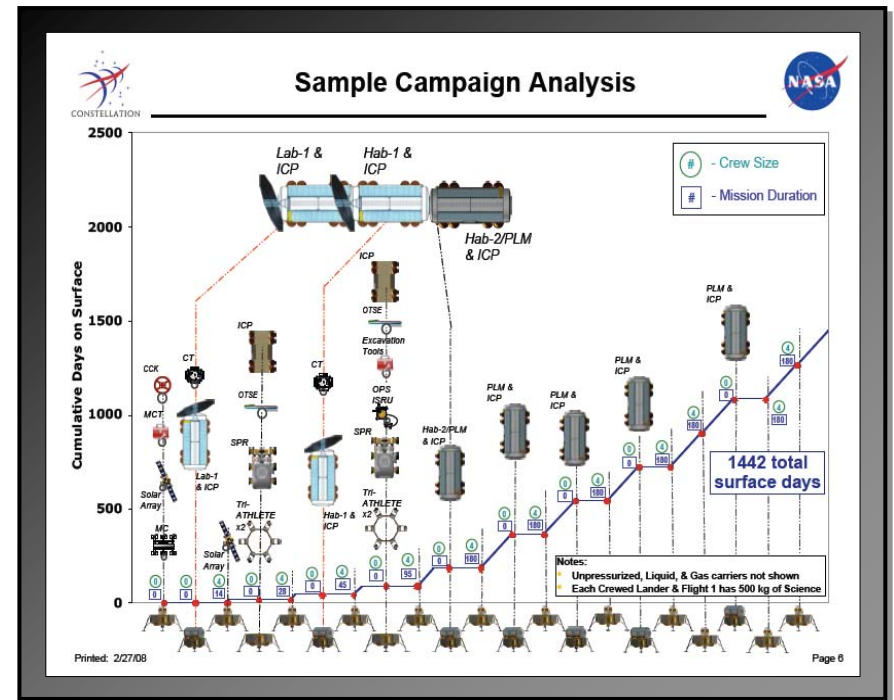 Sample Campaign Analysis
CONSTELLATION
NASA
Cumulative Days on Surface
2500
2000
1500
1000
500
0
# - Crew Size
# - Mission Duration
Lab-1 &
ICP
Hab-1 &
ICP
Hab-2/PLM
& ICP
CCK
MCT
Solar
Array
MC
CT
Lab-1
& ICP
Solar
Array
ICP
OTSE
SPR
Tri-
ATHLETE
x2
CT
Hab-1 &
ICP
ICP
OTSE
Excavation
Tools
OPS
ISRU
SPR
Tri-
ATHLETE
x2
Hab-2/PLM
& ICP
PLM &
ICP
PLM &
ICP
PLM &
ICP
PLM &
ICP
0
0
0
0
4
14
0
0
4
28
0
0
4
45
0
0
4
95
0
0
4
180
0
0
4
180
0
0
4
180
0
0
4
180
4
180
0
0
4
180
4
180
1442 total
surface days
Notes:
Unpressurized, Liquid, & Gas carriers not shown
Each Crewed Lander & Flight 1 has 500 kg of Science
Printed: 2/27/08
Page 6